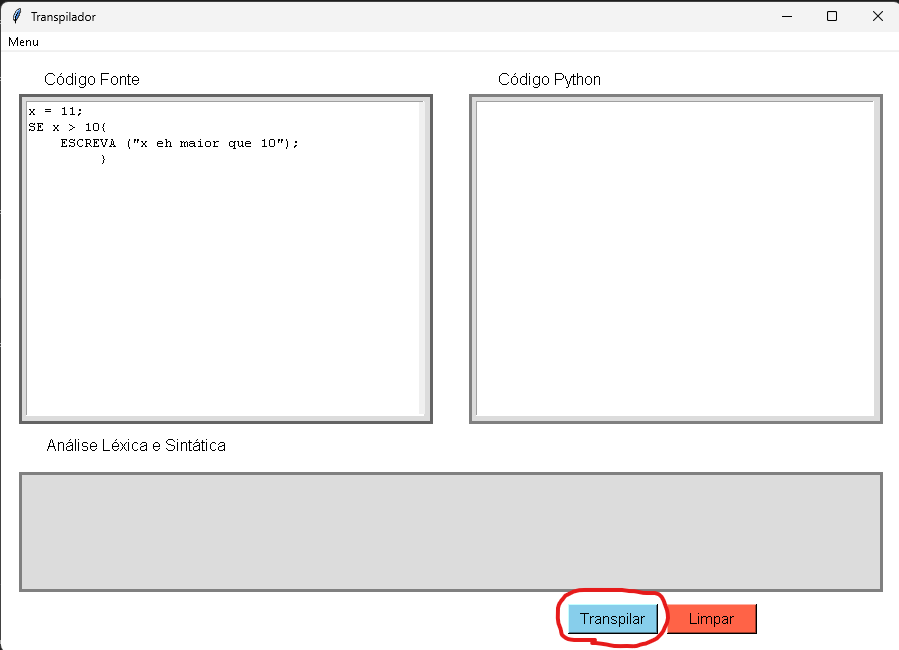 Transpilador
Menu
Código Fonte
Código Python
x = 11;
SE x > 10{
    ESCREVA ("x eh maior que 10");
         }
Análise Léxica e Sintática
Transpilar
Limpar